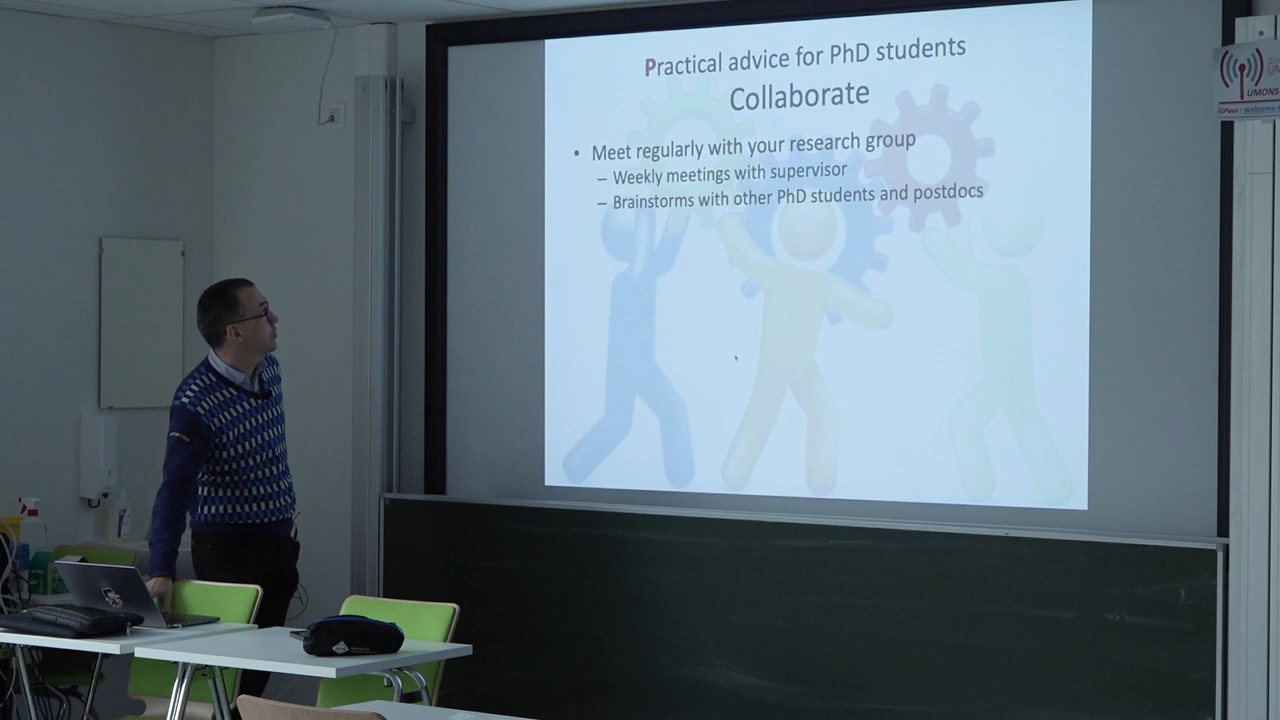 Practical advice for PhD students
Collaborate
• Meet regularly with your research group
– Weekly meetings with supervisor
– Brainstorms with other PhD students and postdocs
UMONS